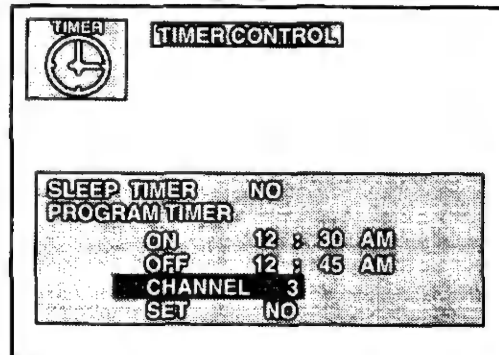 TIMER
TIMER CONTROL
SLEEP TIMER NO
PROGRAM TIMER
ON 12 : 30 AM
OFF 12 : 45 AM
CHANNEL 3
SET NO